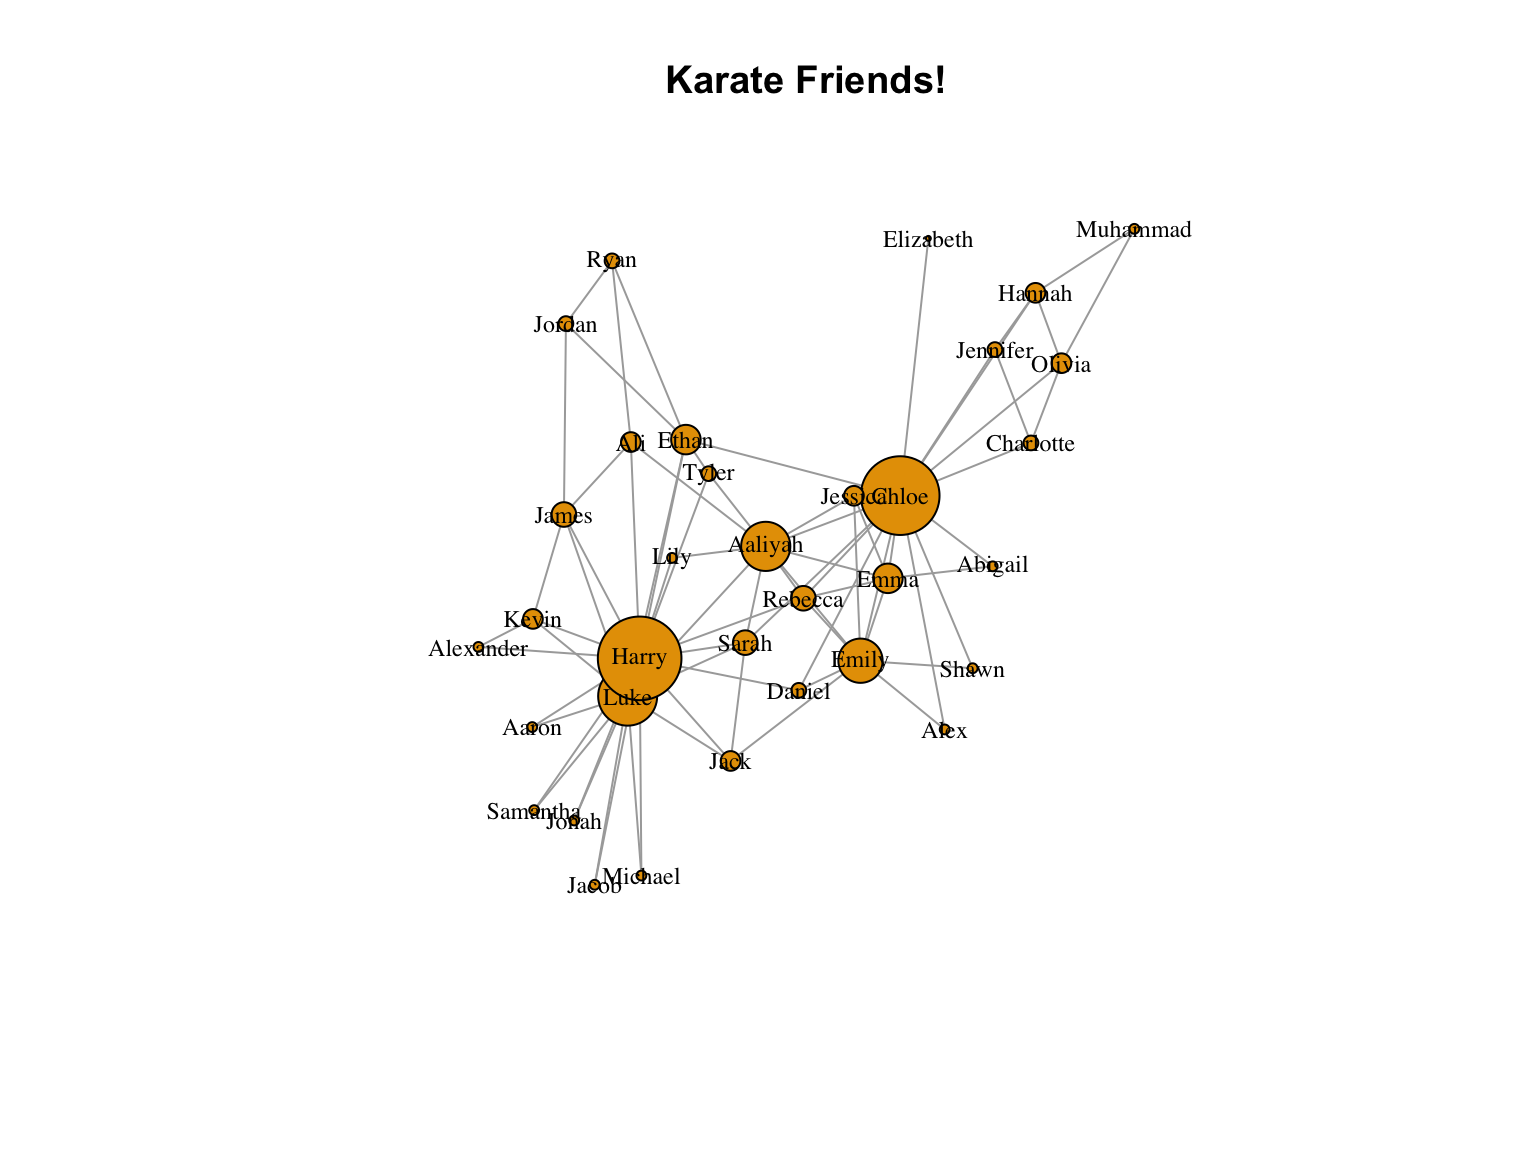 Karate Friends!
Muhammad
Elizabeth
Ryan
Hannah
Jordan
Jennifer
Olivia
Ali
Ethan
Charlotte
Tyler
Jessica
Chloe
James
Aaliyah
Lily
Abigail
Emma
Rebecca
Kevin
Sarah
Alexander
Harry
Emily
Shawn
Daniel
Luke
Aaron
Alex
Jack
Samantha
Jonah
Michael
Jacob